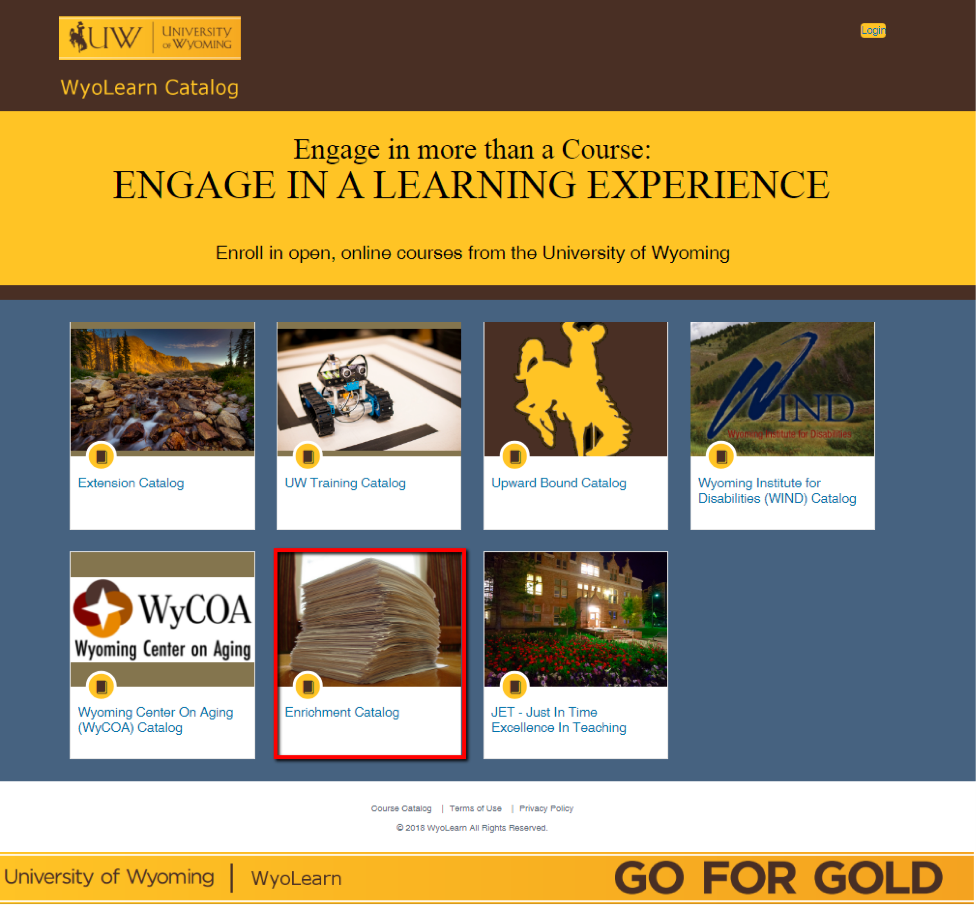 UW UNIVERSITY
OF WYOMING
Login
WyoLearn Catalog
Engage in more than a Course:
ENGAGE IN A LEARNING EXPERIENCE
Enroll in open, online courses from the University of Wyoming
WIND
Wyoming Institute for Disabilities
Extension Catalog
UW Training Catalog
Upward Bound Catalog
Wyoming Institute for
Disabilities (WIND) Catalog
WyCOA
Wyoming Center on Aging
Wyoming Center On Aging
(WyCOA) Catalog
Enrichment Catalog
JET - Just In Time
Excellence In Teaching
Course Catalog | Terms of Use | Privacy Policy
© 2018 WyoLearn All Rights Reserved.
University of Wyoming | WyoLearn GO FOR GOLD